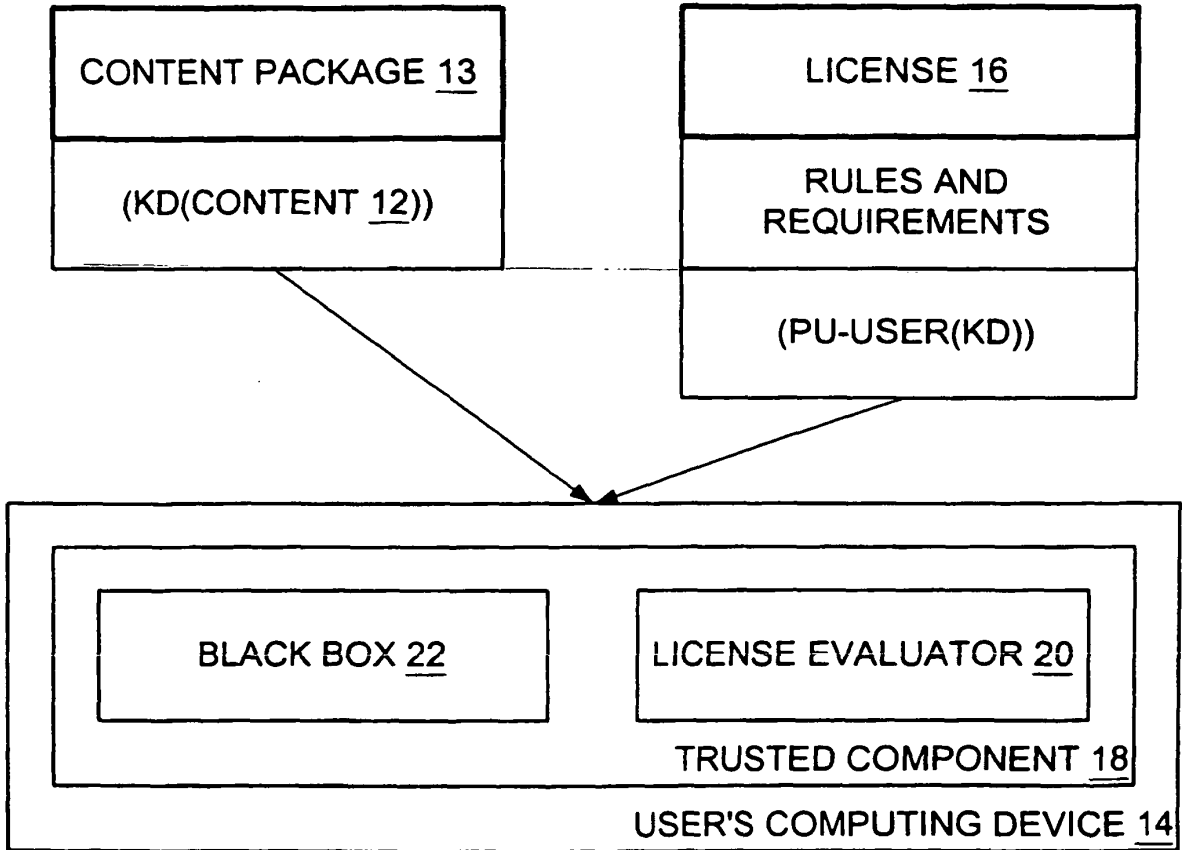 CONTENT PACKAGE 13
(KD(CONTENT 12))
LICENSE 16
RULES AND
REQUIREMENTS
(PU-USER(KD))
BLACK BOX 22
LICENSE EVALUATOR 20
TRUSTED COMPONENT 18
USER'S COMPUTING DEVICE 14